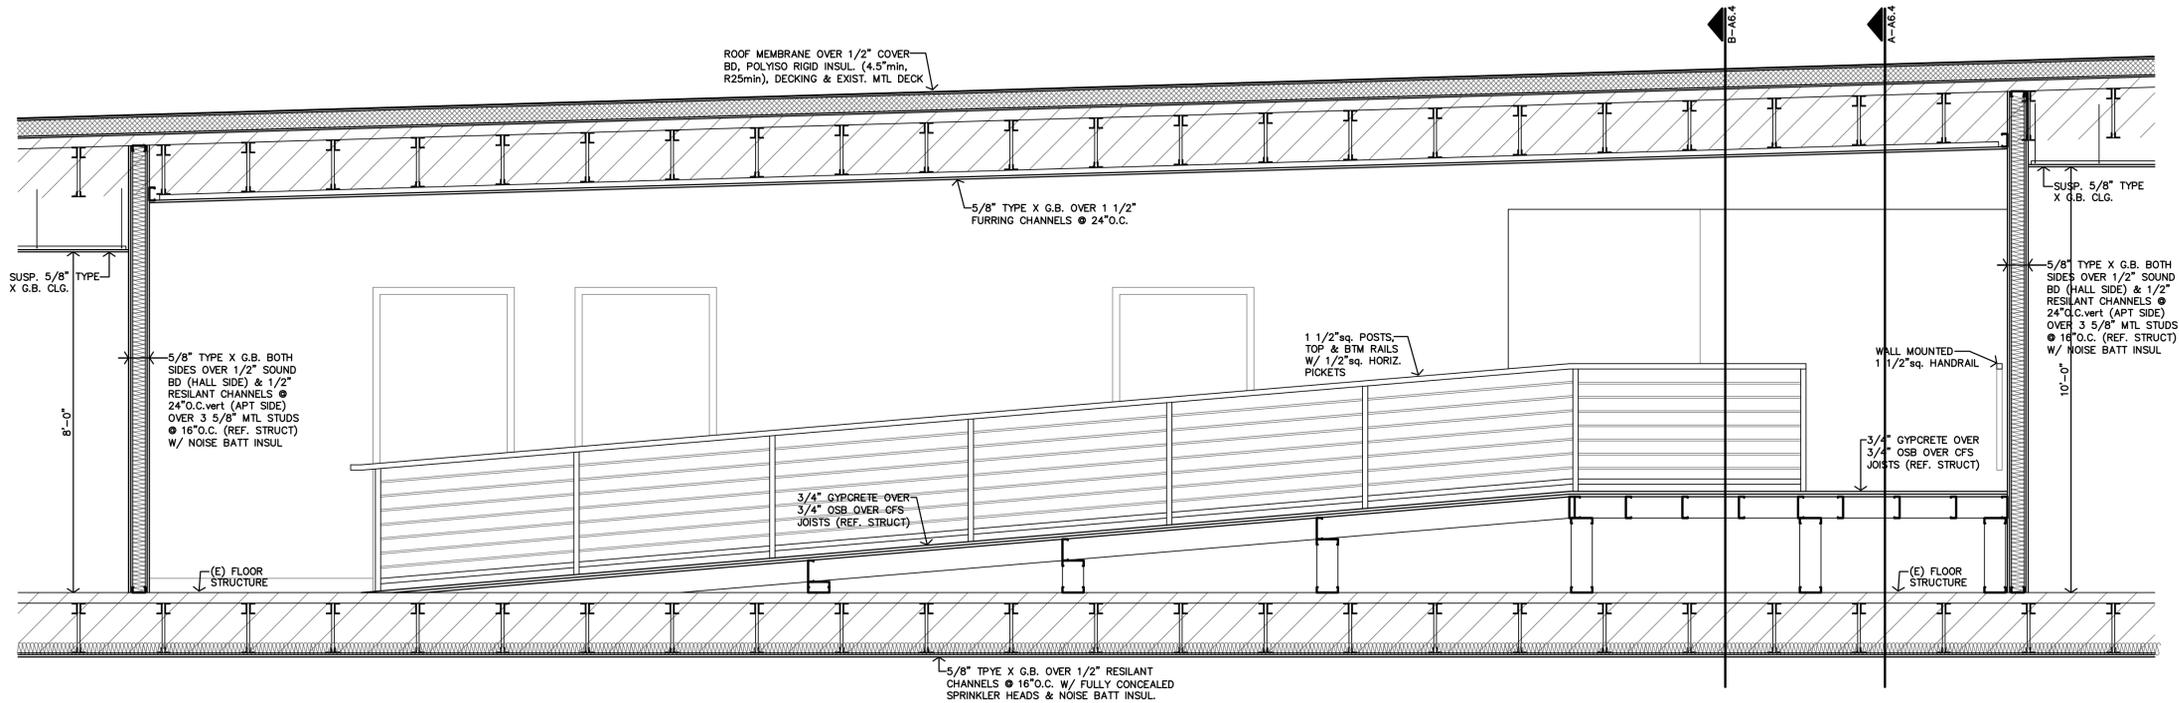 B-A6.4
A-A6.4
ROOF MEMBRANE OVER 1/2" COVER
BD, POLYISO RIGID INSUL. (4.5"min,
R25min), DECKING & EXIST. MTL DECK
5/8" TYPE X G.B. OVER 1 1/2"
FURRING CHANNELS @ 24"O.C.
SUSP. 5/8" TYPE
X G.B. CLG.
SUSP. 5/8" TYPE
X G.B. CLG.
5/8" TYPE X G.B. BOTH
SIDES OVER 1/2" SOUND
BD (HALL SIDE) & 1/2"
RESILANT CHANNELS @
24"O.C.vert (APT SIDE)
OVER 3 5/8" MTL STUDS
@ 16"O.C. (REF. STRUCT)
W/ NOISE BATT INSUL
1 1/2"sq. POSTS,
TOP & BTM RAILS
W/ 1/2"sq. HORIZ.
PICKETS
WALL MOUNTED
1 1/2"sq. HANDRAIL
10'-0"
5/8" TYPE X G.B. BOTH
SIDES OVER 1/2" SOUND
BD (HALL SIDE) & 1/2"
RESILANT CHANNELS @
24"O.C.vert (APT SIDE)
OVER 3 5/8" MTL STUDS
@ 16"O.C. (REF. STRUCT)
W/ NOISE BATT INSUL
8'-0"
3/4" GYPCRETE OVER
3/4" OSB OVER CFS
JOISTS (REF. STRUCT)
3/4" GYPCRETE OVER
3/4" OSB OVER CFS
JOISTS (REF. STRUCT)
(E) FLOOR
STRUCTURE
(E) FLOOR
STRUCTURE
5/8" TPYE X G.B. OVER 1/2" RESILANT
CHANNELS @ 16"O.C. W/ FULLY CONCEALED
SPRINKLER HEADS & NOISE BATT INSUL.